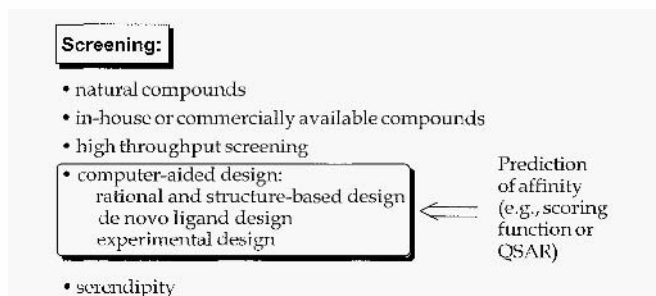 Screening:
• natural compounds
• in-house or commercially available compounds
• high throughput screening
• computer-aided design:
rational and structure-based design
de novo ligand design
experimental design
• serendipity
Prediction
of affinity
(e.g., scoring
function or
QSAR)